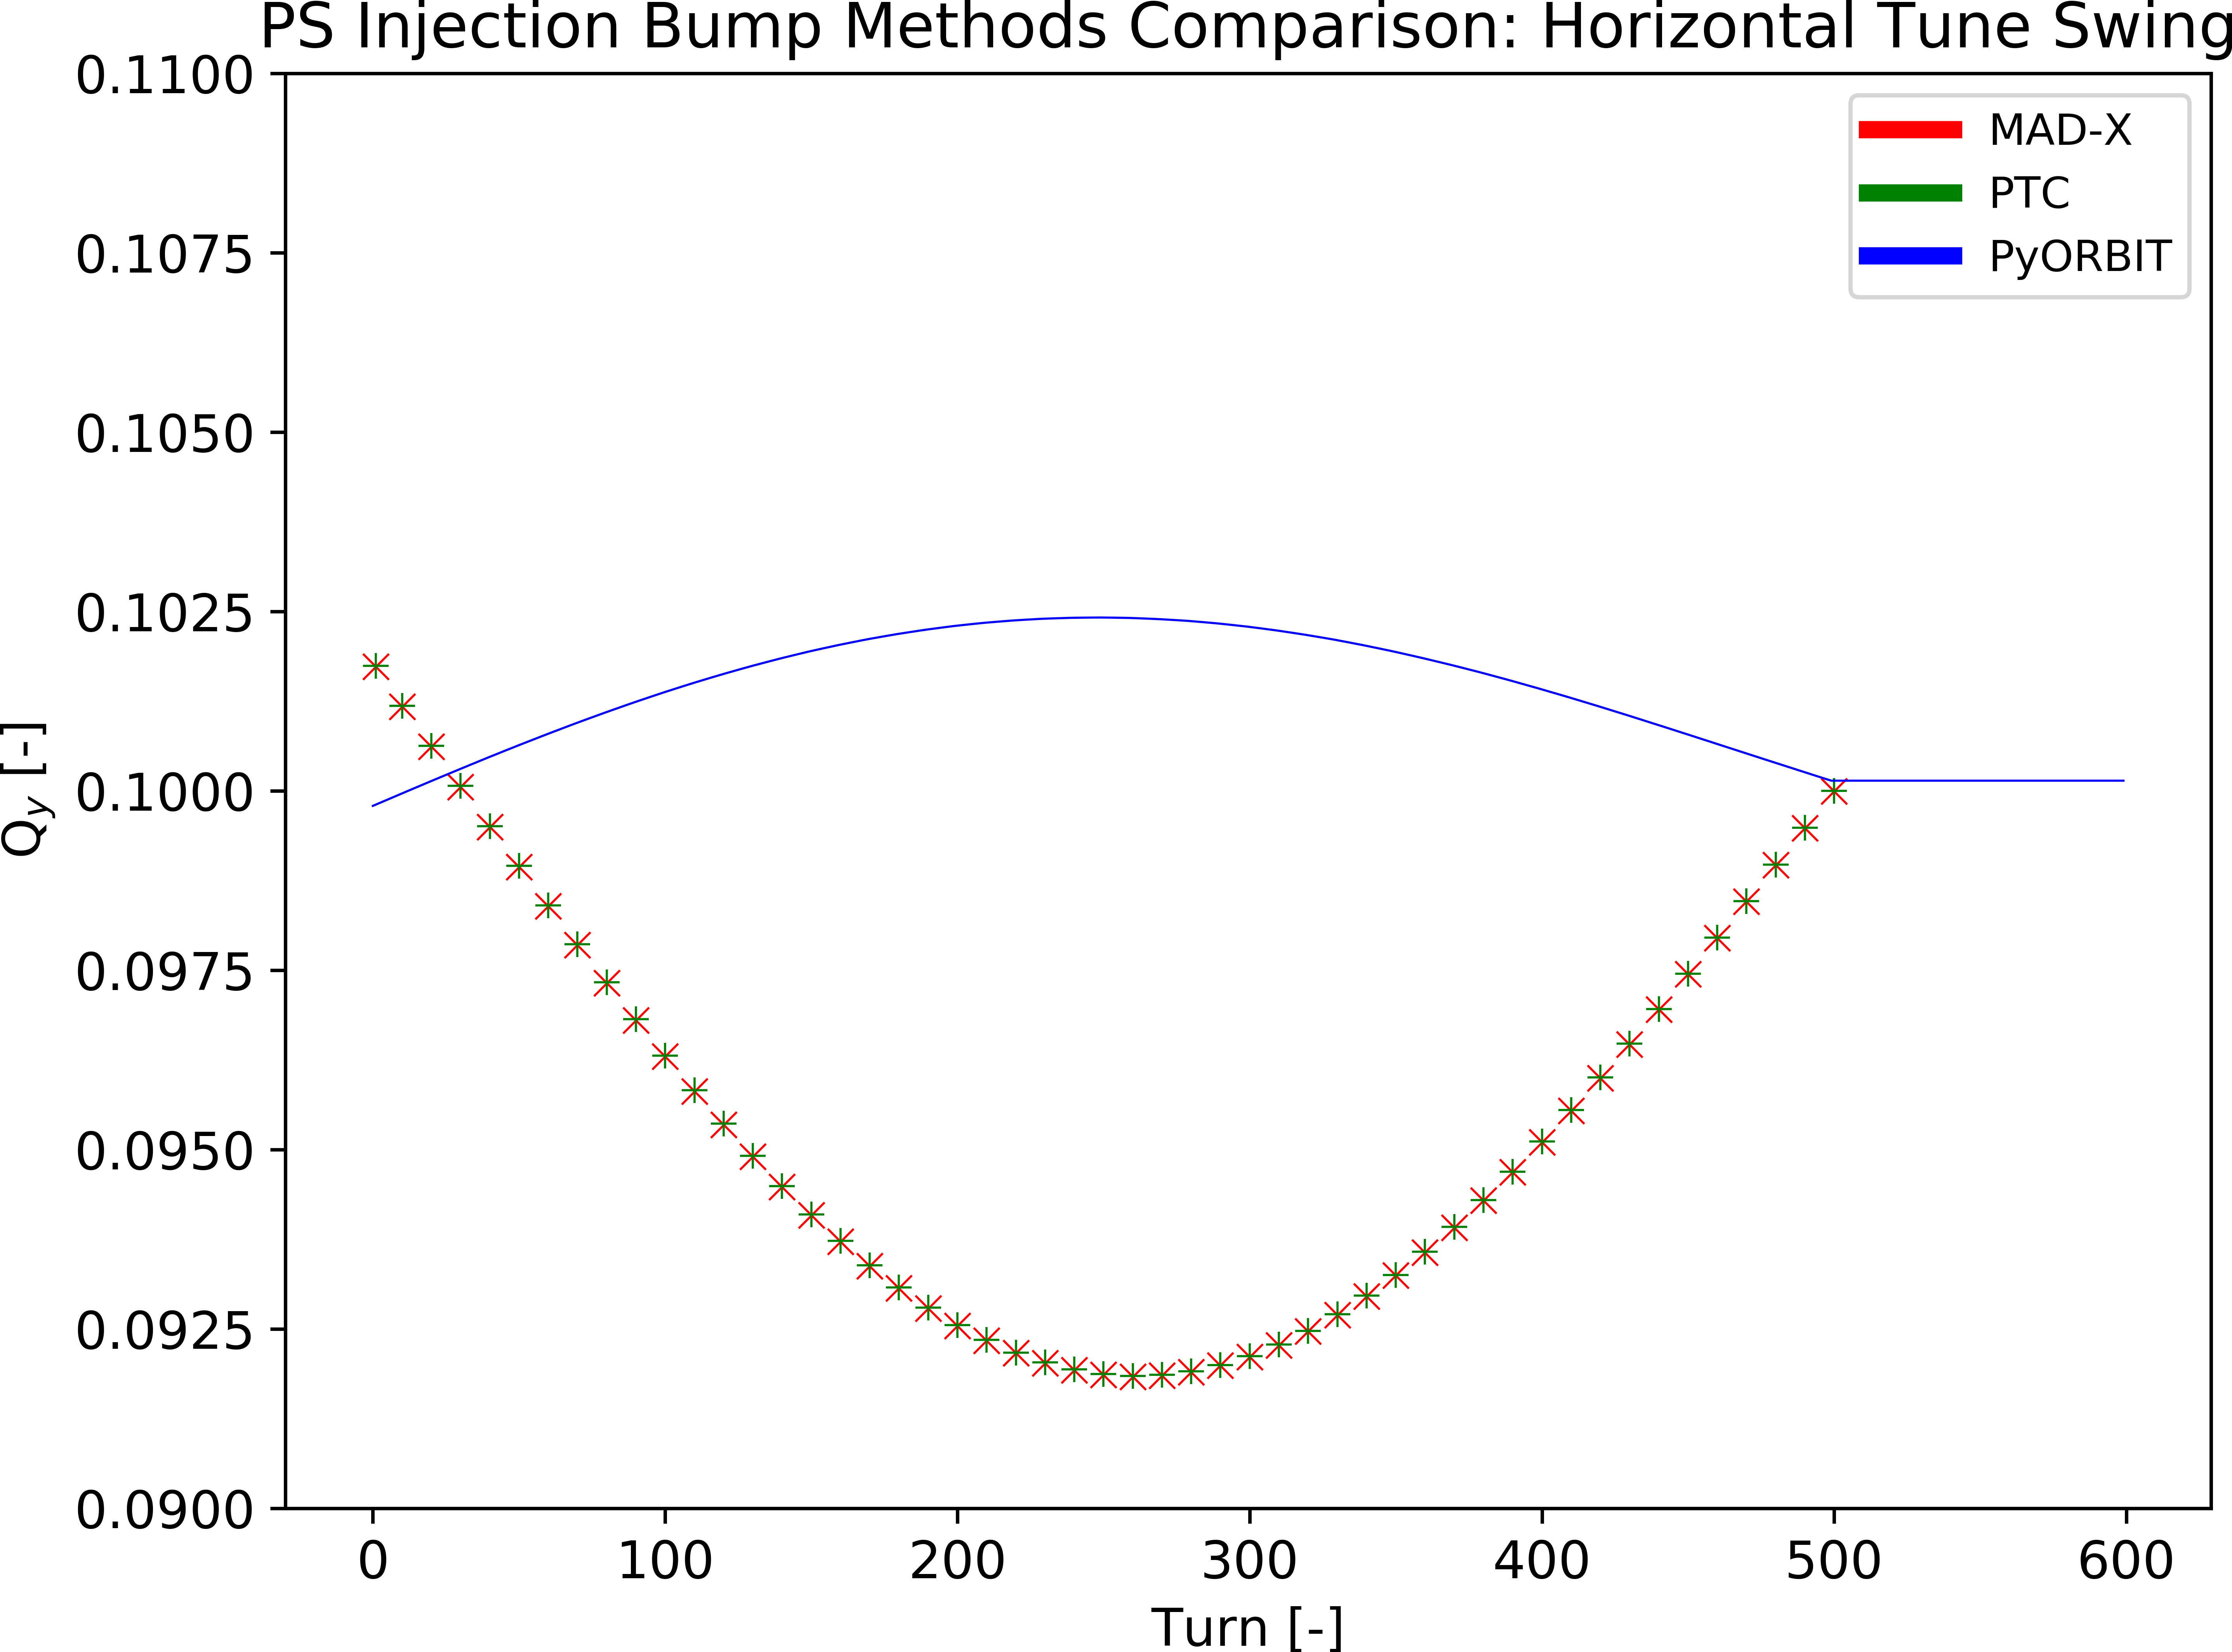 PS Injection Bump Methods Comparison: Horizontal Tune Swing
0.1100
0.1075
0.1050
0.1025
0.1000
0.0975
0.0950
0.0925
0.0900
Qy [-]
MAD-X
PTC
PyORBIT
0 100 200 300 400 500 600
Turn [-]